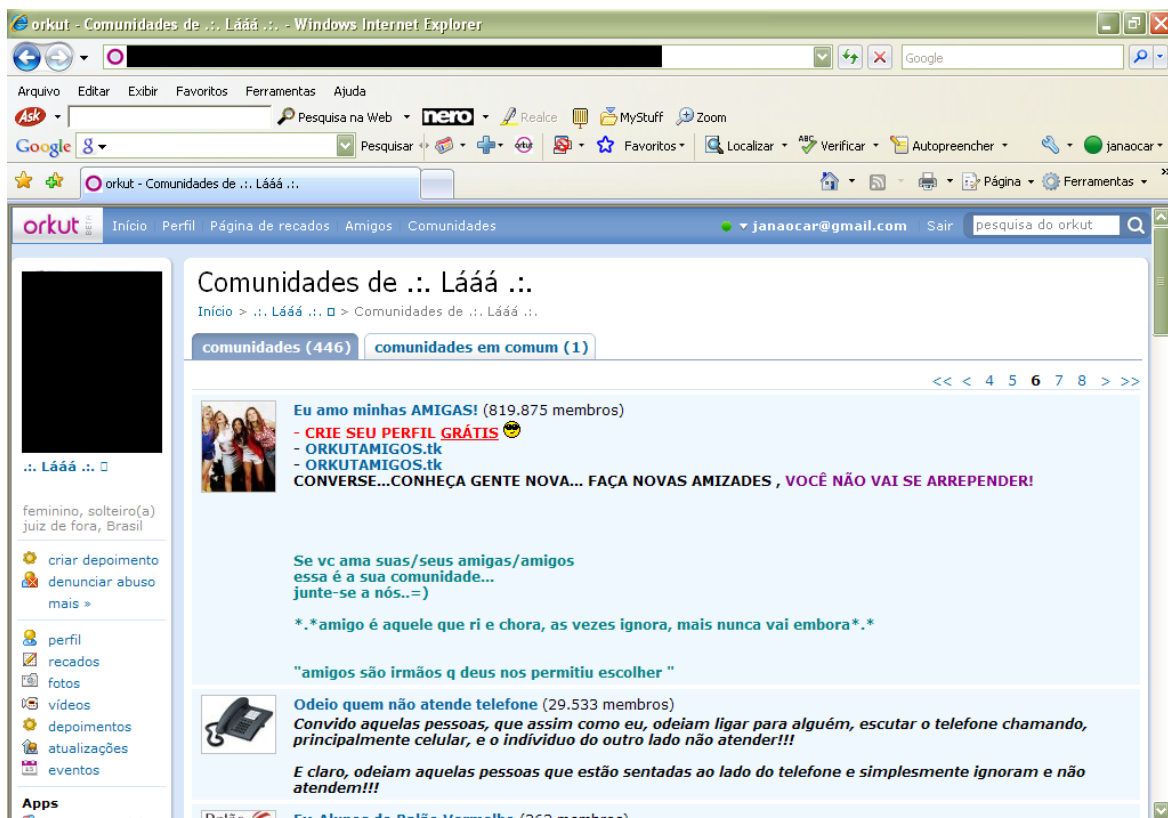 orkut - Comunidades de .:. Lááá .:. - Windows Internet Explorer
Google
Arquivo Editar Exibir Favoritos Ferramentas Ajuda
Ask Pesquisa na Web nero Realce MyStuff Zoom
Google g Pesquisar orkut Favoritos ABC Localizar Verificar Autopreencher janaocar
orkut - Comunidades de .:. Lááá .:. Página Ferramentas »
orkut BETA Início Perfil Página de recados Amigos Comunidades janaocar@gmail.com Sair pesquisa do orkut
Comunidades de .:. Lááá .:.
Início > .:. Lááá .:. > Comunidades de .:. Lááá .:.
comunidades (446) comunidades em comum (1)
<< < 4 5 6 7 8 > >>
Eu amo minhas AMIGAS! (819.875 membros)
- CRIE SEU PERFIL GRÁTIS
- ORKUTAMIGOS.tk
- ORKUTAMIGOS.tk
CONVERSE...CONHEÇA GENTE NOVA... FAÇA NOVAS AMIZADES , VOCÊ NÃO VAI SE ARREPENDER!
Se vc ama suas/seus amigas/amigos
essa é a sua comunidade...
junte-se a nós..=)
*.*amigo é aquele que ri e chora, as vezes ignora, mais nunca vai embora*.*
"amigos são irmãos q deus nos permitiu escolher "
Odeio quem não atende telefone (29.533 membros)
Convido aquelas pessoas, que assim como eu, odeiam ligar para alguém, escutar o telefone chamando,
principalmente celular, e o indíviduo do outro lado não atender!!!
E claro, odeiam aquelas pessoas que estão sentadas ao lado do telefone e simplesmente ignoram e não
atendem!!!
.:. Lááá .:.
feminino, solteiro(a)
juiz de fora, Brasil
criar depoimento
denunciar abuso
mais »
perfil
recados
fotos
vídeos
depoimentos
atualizações
eventos
Apps